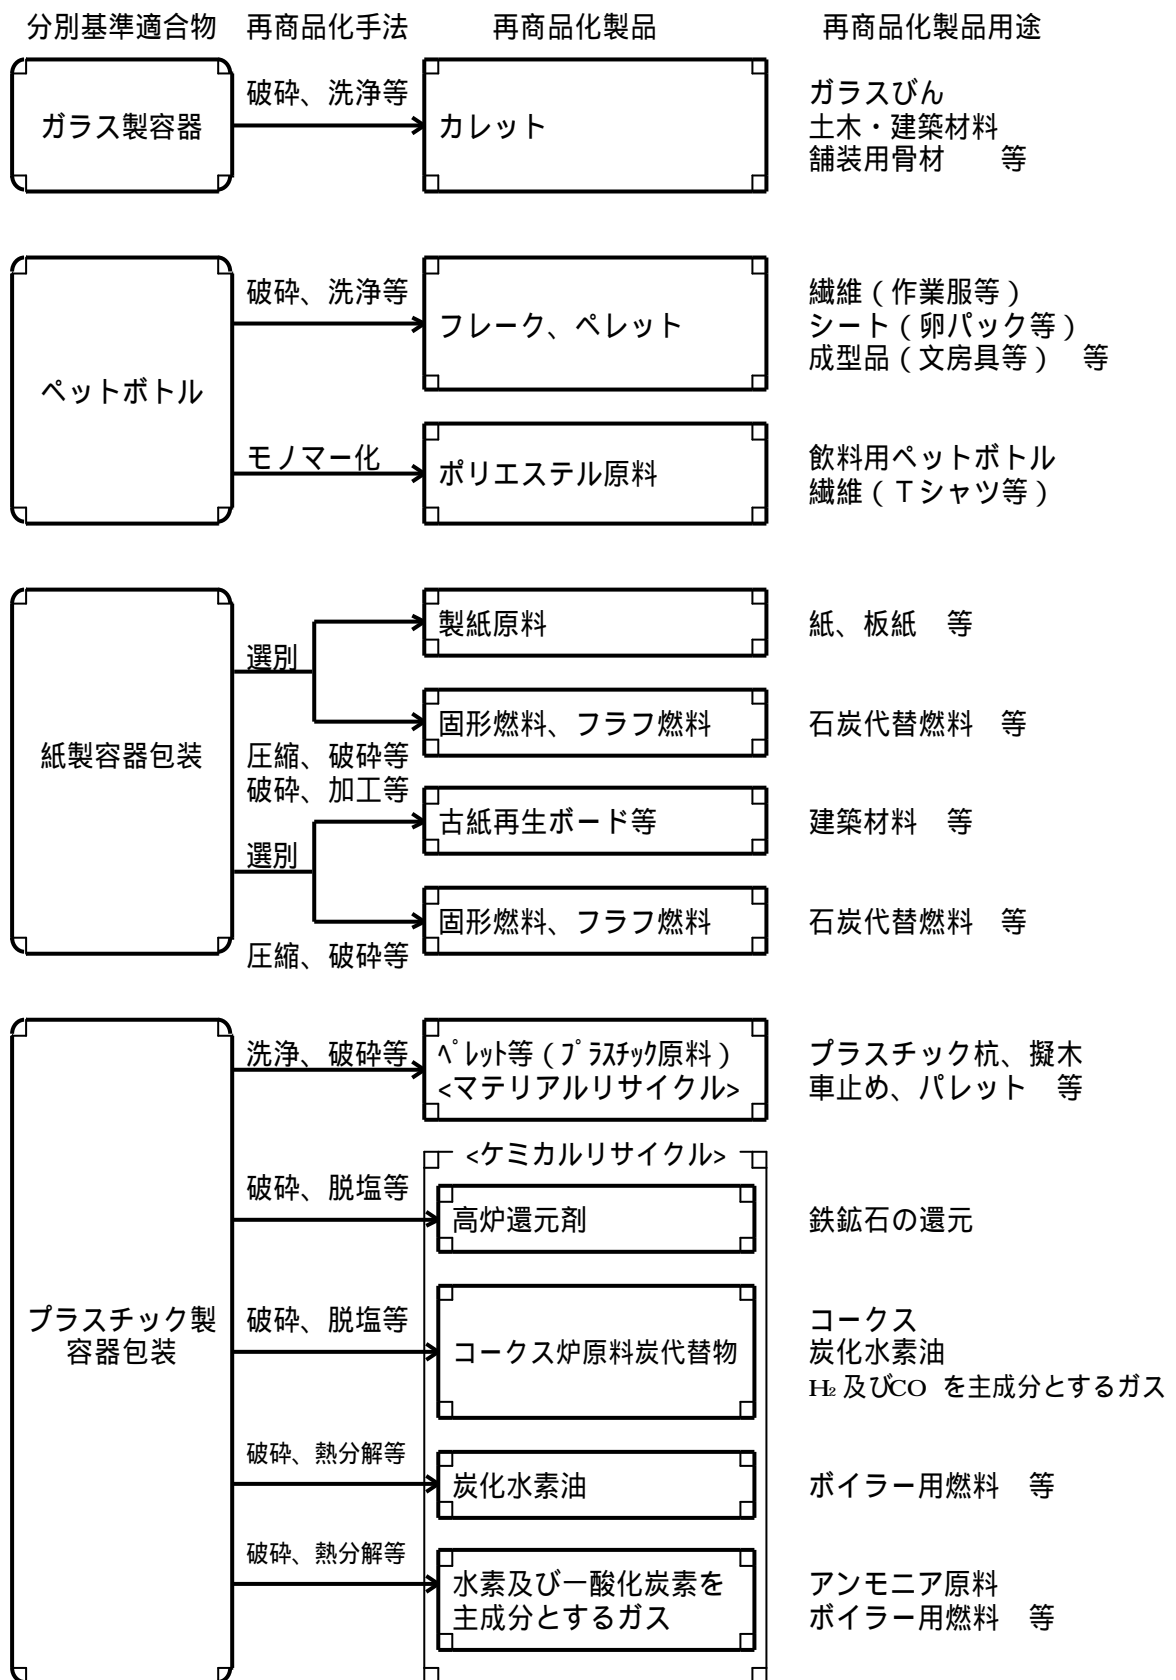 分別基準適合物 再商品化手法 再商品化製品 再商品化製品用途
ガラス製容器
破砕、洗浄等
カレット
ガラスびん
土木・建築材料
舗装用骨材 等
ペットボトル
破砕、洗浄等
フレーク、ペレット
繊維（作業服等）
シート（卵パック等）
成型品（文房具等） 等
モノマー化
ポリエステル原料
飲料用ペットボトル
繊維（Ｔシャツ等）
紙製容器包装
選別
製紙原料
紙、板紙 等
圧縮、破砕等
固形燃料、フラフ燃料
石炭代替燃料 等
破砕、加工等
選別
古紙再生ボード等
建築材料 等
圧縮、破砕等
固形燃料、フラフ燃料
石炭代替燃料 等
プラスチック製
容器包装
洗浄、破砕等
ﾍﾟﾚｯﾄ等（ﾌﾟﾗｽﾁｯｸ原料）
<マテリアルリサイクル>
プラスチック杭、擬木
車止め、パレット 等
<ケミカルリサイクル>
破砕、脱塩等
高炉還元剤
鉄鉱石の還元
破砕、脱塩等
コークス炉原料炭代替物
コークス
炭化水素油
H₂及びCO を主成分とするガス
破砕、熱分解等
炭化水素油
ボイラー用燃料 等
破砕、熱分解等
水素及び一酸化炭素を
主成分とするガス
アンモニア原料
ボイラー用燃料 等